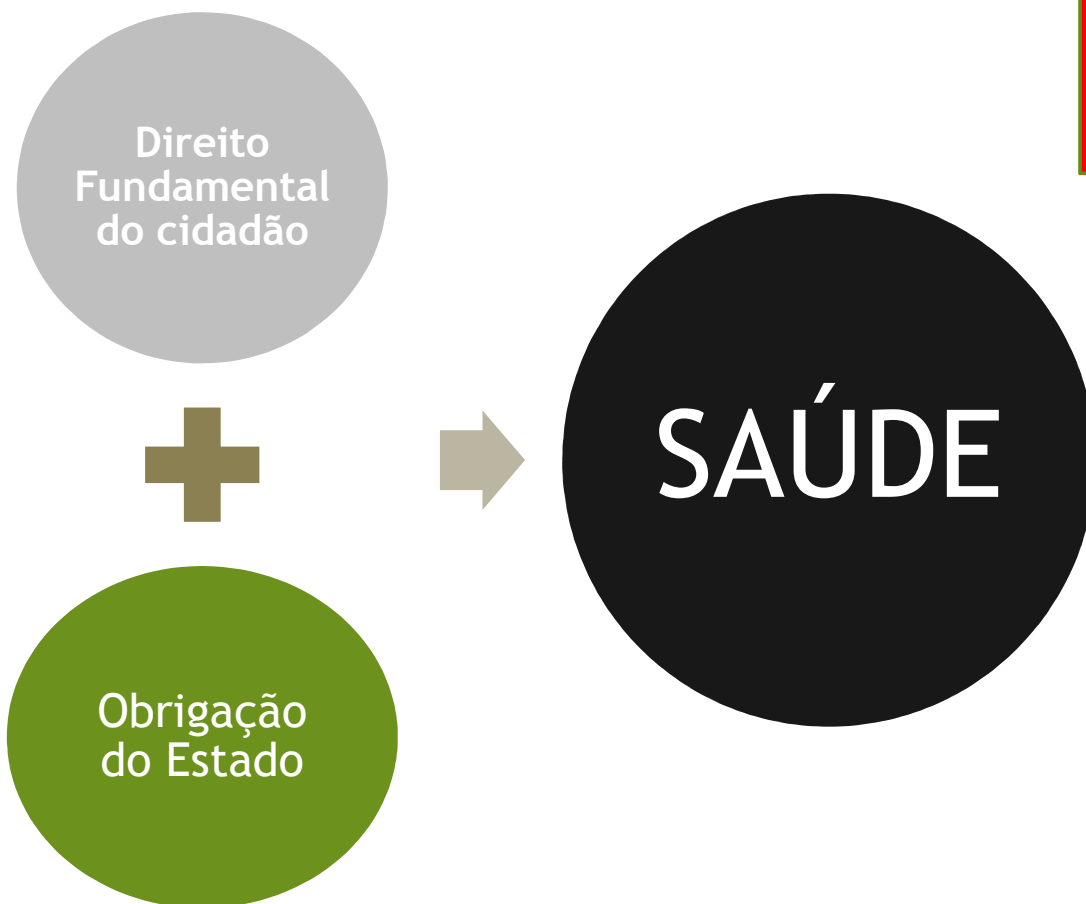 Direito
Fundamental
do cidadão
Obrigação
do Estado
SAÚDE